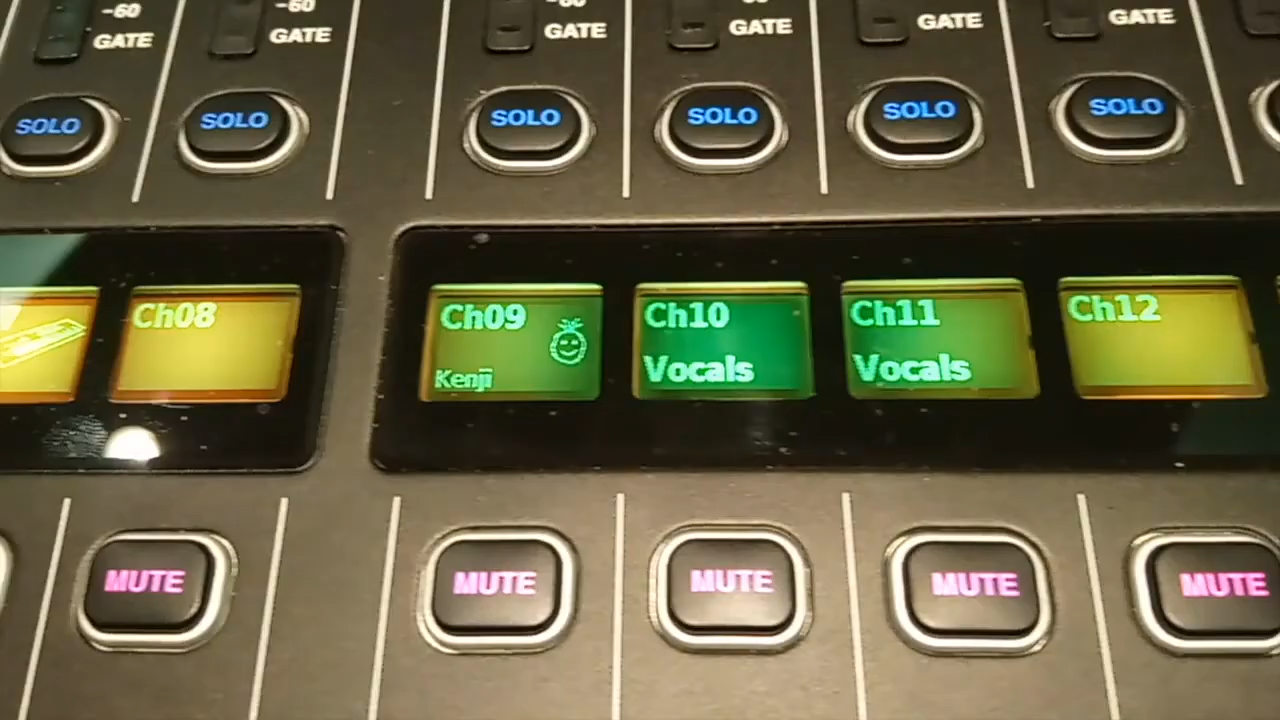 -60 -60 -60
GATE GATE GATE GATE GATE GATE
SOLO SOLO SOLO SOLO SOLO SOLO
Ch08 Ch09 Ch10 Ch11 Ch12
Kenji Vocals Vocals
MUTE MUTE MUTE MUTE MUTE